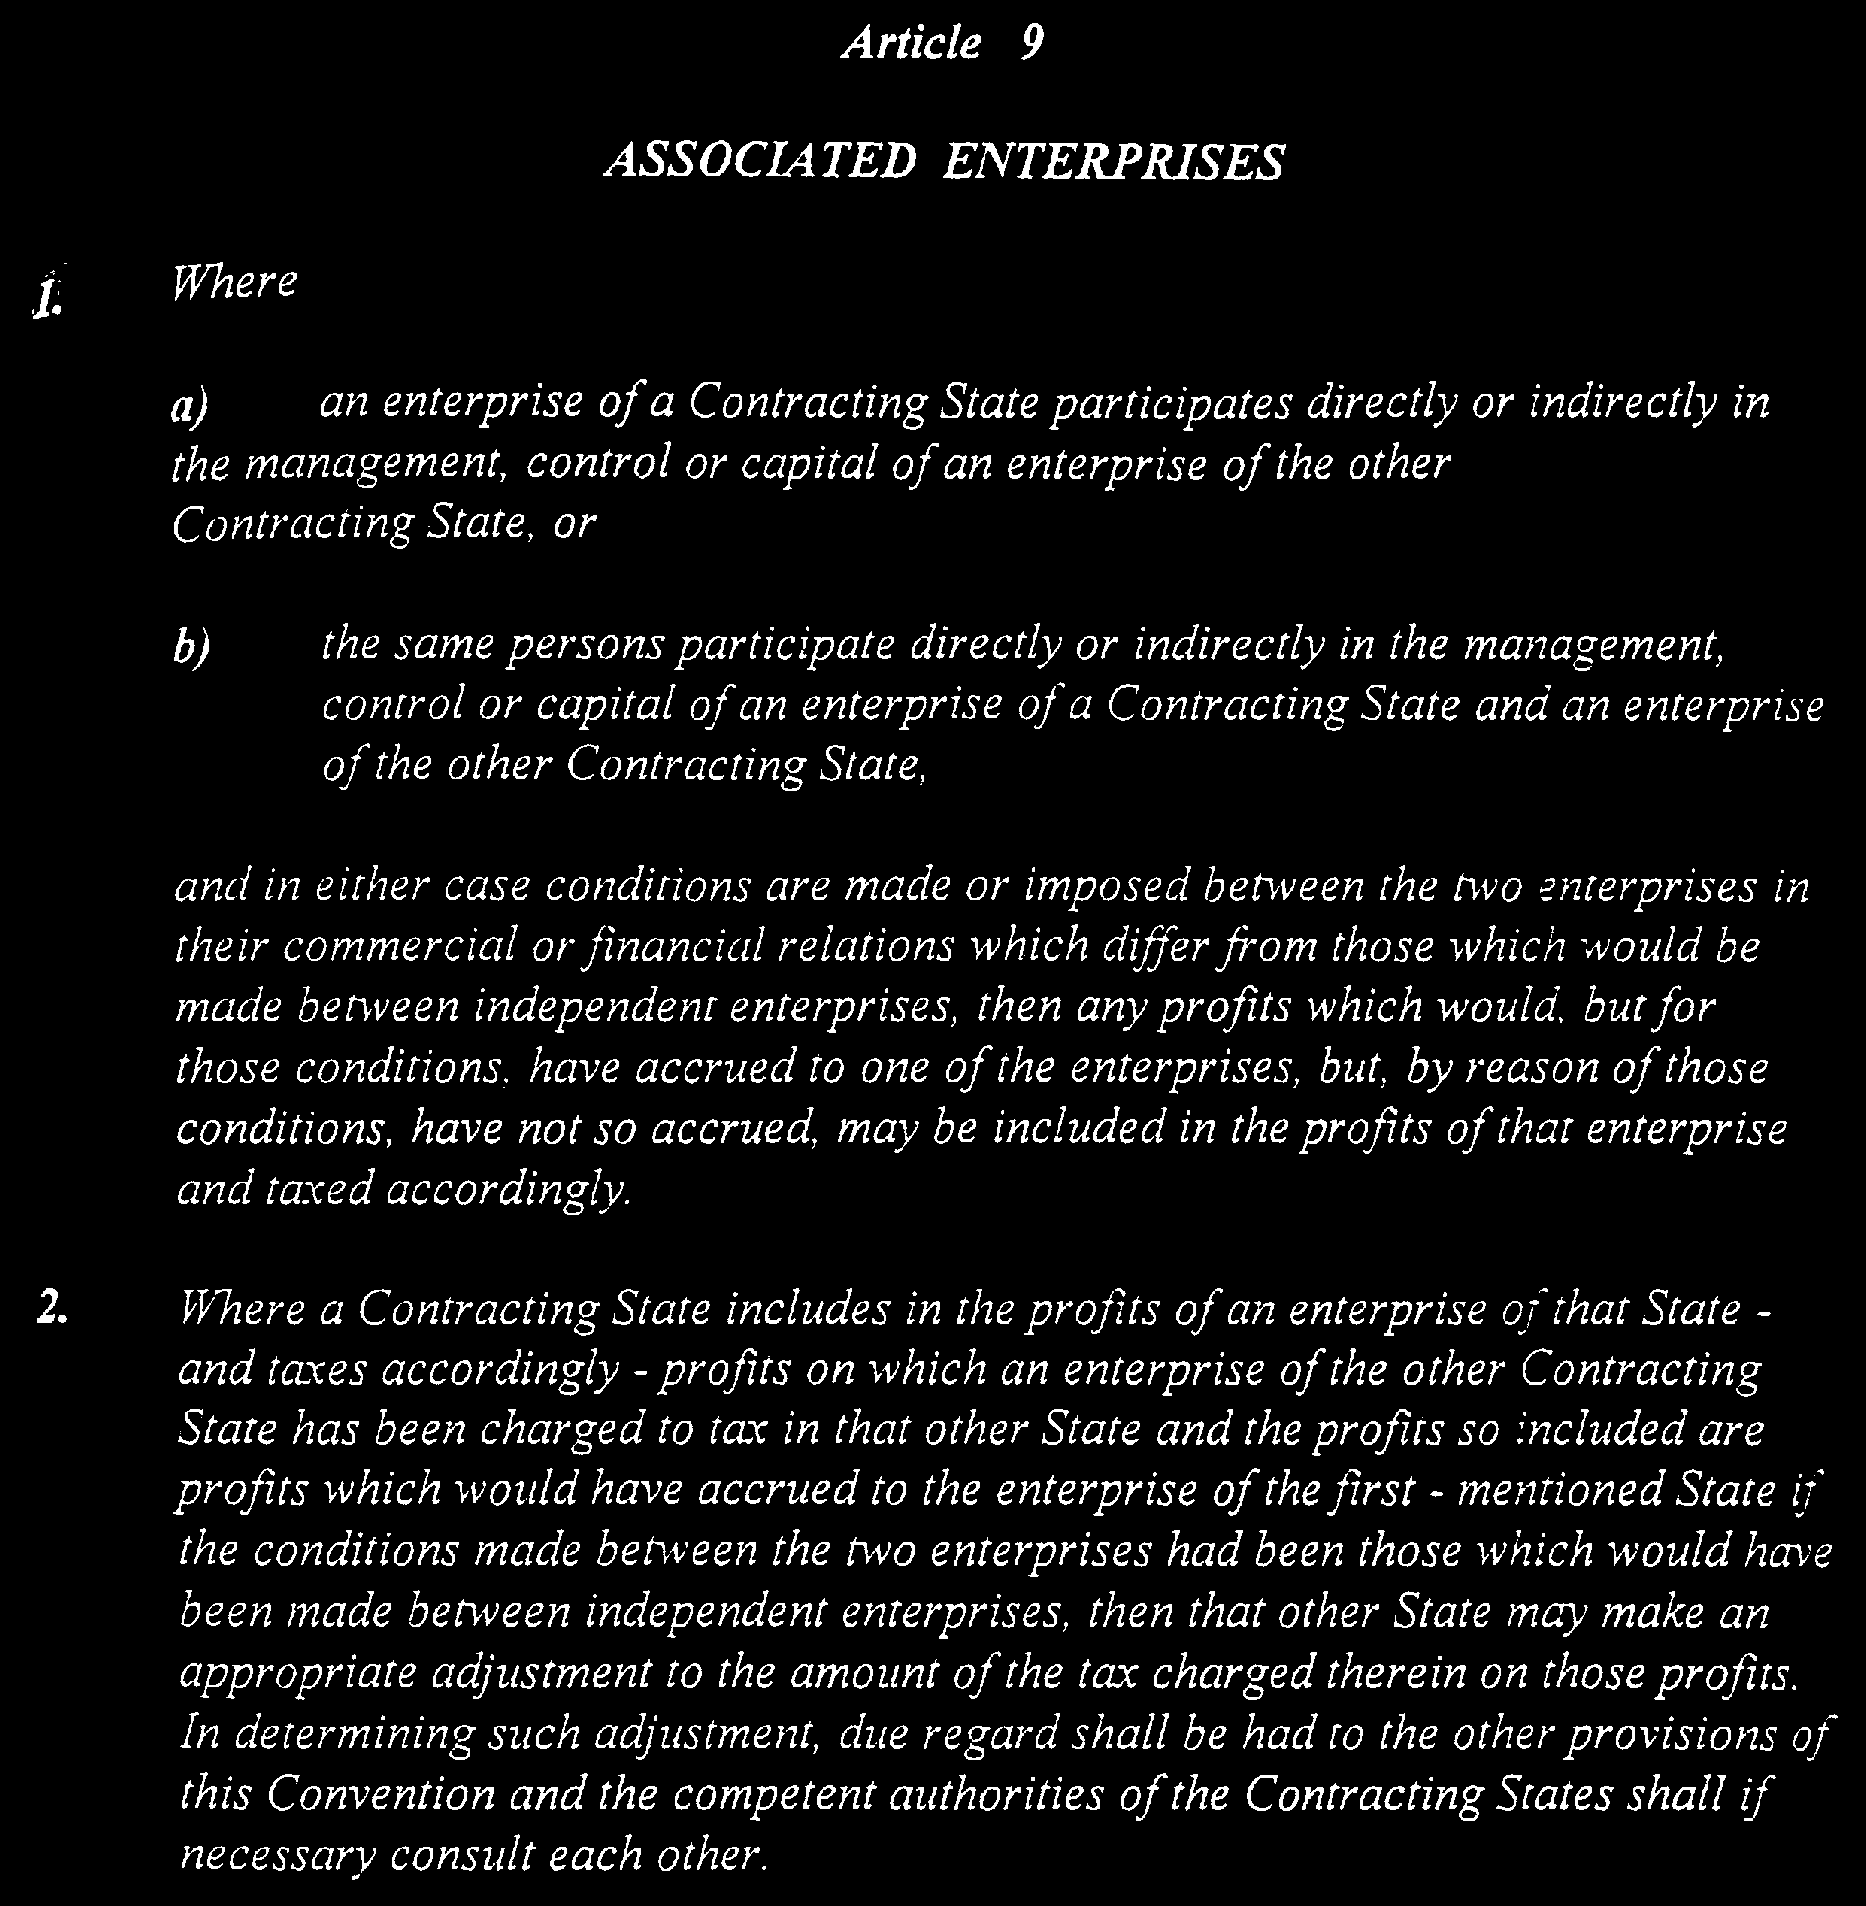 Article 9
ASSOCIATED ENTERPRISES
1. Where
a) an enterprise of a Contracting State participates directly or indirectly in
the management, control or capital of an enterprise of the other
Contracting State, or
b) the same persons participate directly or indirectly in the management,
control or capital of an enterprise of a Contracting State and an enterprise
of the other Contracting State,
and in either case conditions are made or imposed between the two enterprises in
their commercial or financial relations which differ from those which would be
made between independent enterprises, then any profits which would, but for
those conditions, have accrued to one of the enterprises, but, by reason of those
conditions, have not so accrued, may be included in the profits of that enterprise
and taxed accordingly.
2. Where a Contracting State includes in the profits of an enterprise of that State -
and taxes accordingly - profits on which an enterprise of the other Contracting
State has been charged to tax in that other State and the profits so included are
profits which would have accrued to the enterprise of the first - mentioned State if
the conditions made between the two enterprises had been those which would have
been made between independent enterprises, then that other State may make an
appropriate adjustment to the amount of the tax charged therein on those profits.
In determining such adjustment, due regard shall be had to the other provisions of
this Convention and the competent authorities of the Contracting States shall if
necessary consult each other.